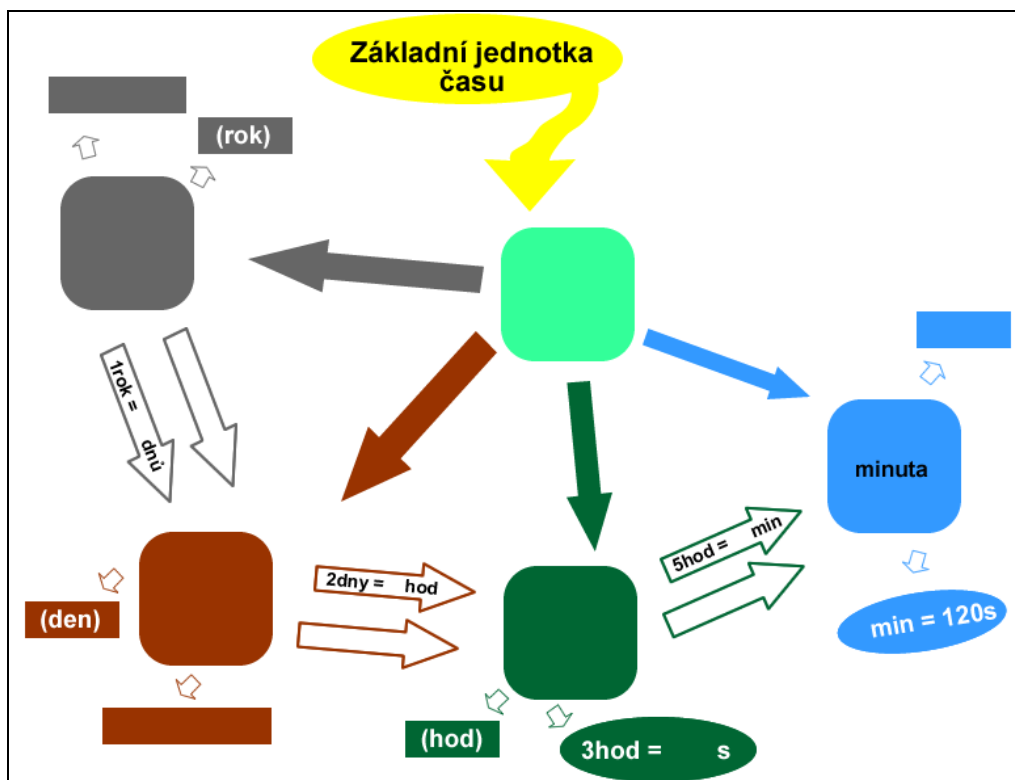 Základní jednotka
času
(rok)
1rok = dnů
minuta
5hod = min
2dny = hod
min = 120s
(den)
(hod)
3hod = s